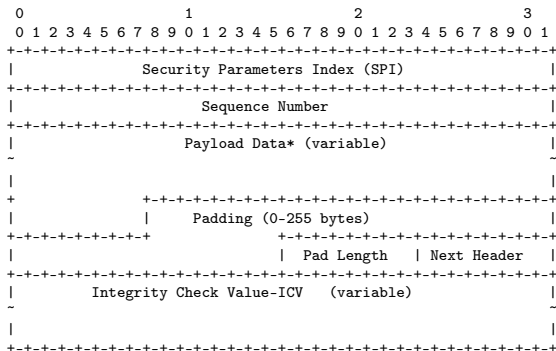 0                   1                   2                   3
 0 1 2 3 4 5 6 7 8 9 0 1 2 3 4 5 6 7 8 9 0 1 2 3 4 5 6 7 8 9 0 1
+-+-+-+-+-+-+-+-+-+-+-+-+-+-+-+-+-+-+-+-+-+-+-+-+-+-+-+-+-+-+-+-+
|               Security Parameters Index (SPI)                 |
+-+-+-+-+-+-+-+-+-+-+-+-+-+-+-+-+-+-+-+-+-+-+-+-+-+-+-+-+-+-+-+-+
|                      Sequence Number                          |
+-+-+-+-+-+-+-+-+-+-+-+-+-+-+-+-+-+-+-+-+-+-+-+-+-+-+-+-+-+-+-+-+
|                    Payload Data* (variable)                   |
~                                                               ~
|                                                               |
+               +-+-+-+-+-+-+-+-+-+-+-+-+-+-+-+-+-+-+-+-+-+-+-+-+
|               |     Padding (0-255 bytes)                     |
+-+-+-+-+-+-+-+-+               +-+-+-+-+-+-+-+-+-+-+-+-+-+-+-+-+
                                |  Pad Length   | Next Header   |
+-+-+-+-+-+-+-+-+-+-+-+-+-+-+-+-+-+-+-+-+-+-+-+-+-+-+-+-+-+-+-+-+
|         Integrity Check Value-ICV   (variable)                |
~                                                               ~
|                                                               |
+-+-+-+-+-+-+-+-+-+-+-+-+-+-+-+-+-+-+-+-+-+-+-+-+-+-+-+-+-+-+-+-+